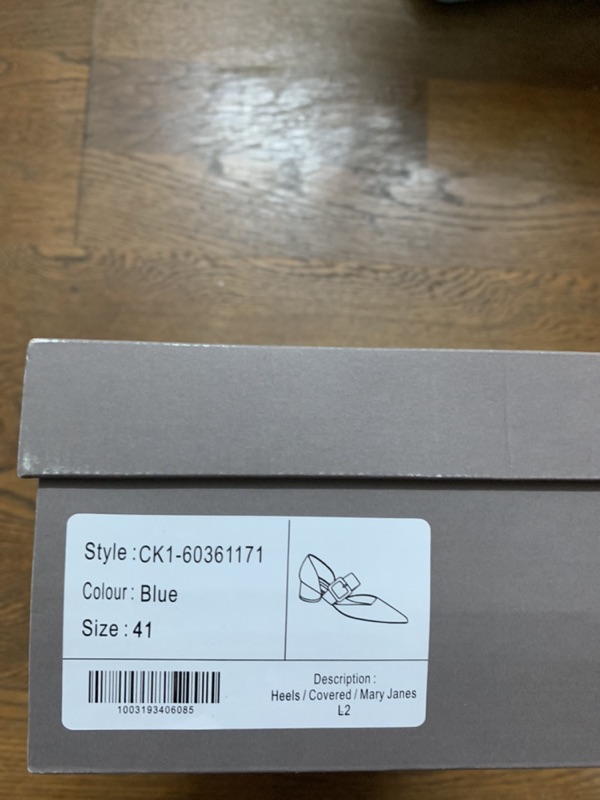 Style : CK1-60361171
Colour : Blue
Size : 41
1003193406085
Description :
Heels / Covered / Mary Janes
L2